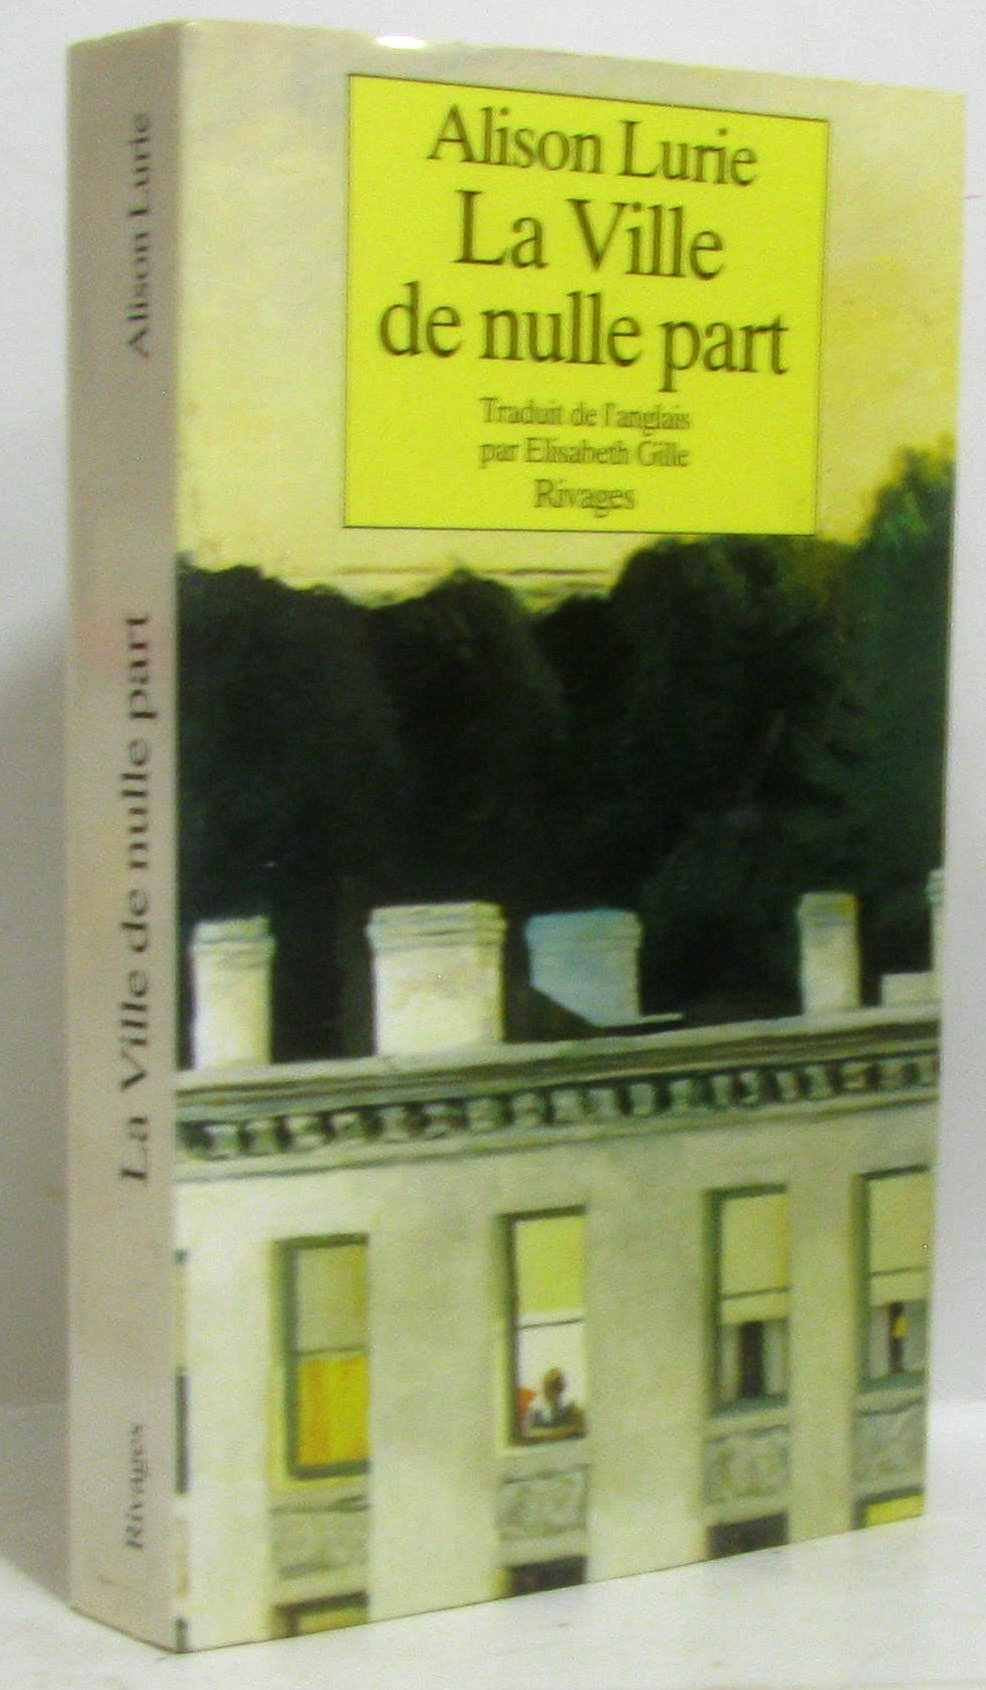 Alison Lurie
La Ville
de nulle part
Traduit de l'anglais
par Elisabeth Gille
Rivages
Alison Lurie
La Ville de nulle part
Rivages